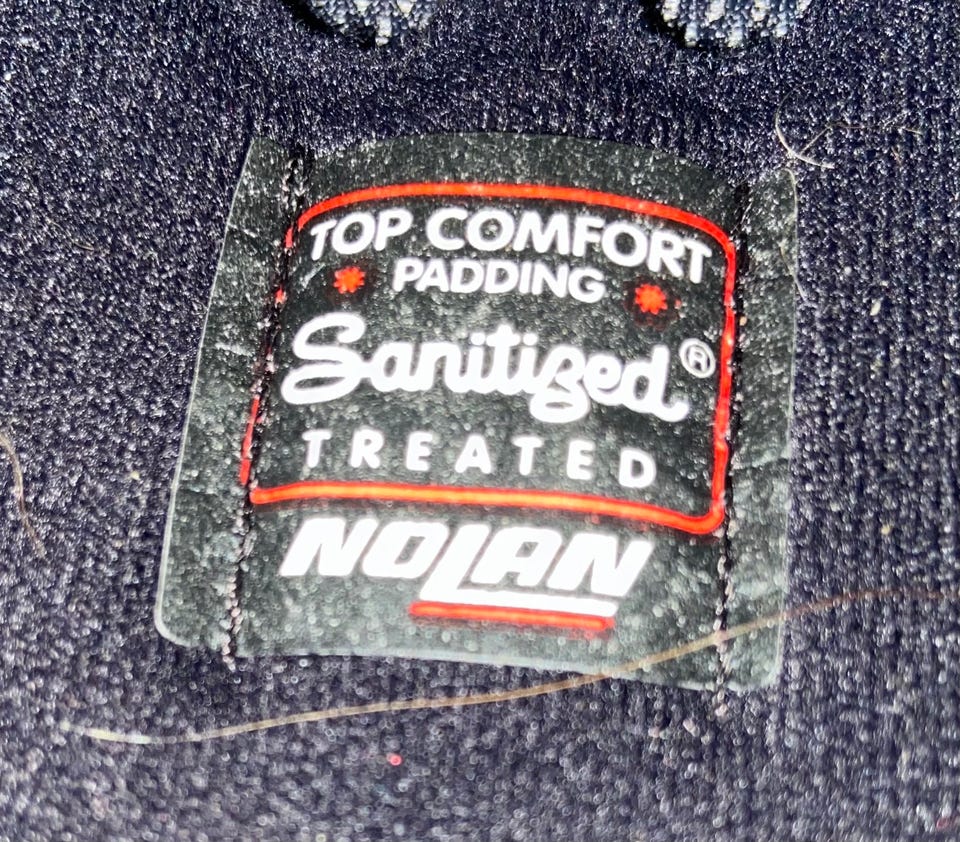 TOP COMFORT
PADDING
Sanitized®
TREATED
NOLAN